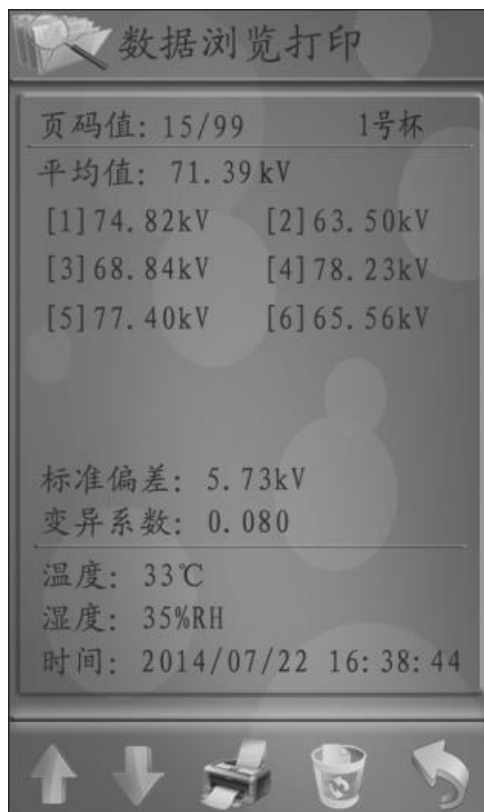 数据浏览打印
页码值: 15/99 1号杯
平均值: 71.39kV
[1]74.82kV [2]63.50kV
[3]68.84kV [4]78.23kV
[5]77.40kV [6]65.56kV
标准偏差: 5.73kV
变异系数: 0.080
温度: 33℃
湿度: 35%RH
时间: 2014/07/22 16:38:44